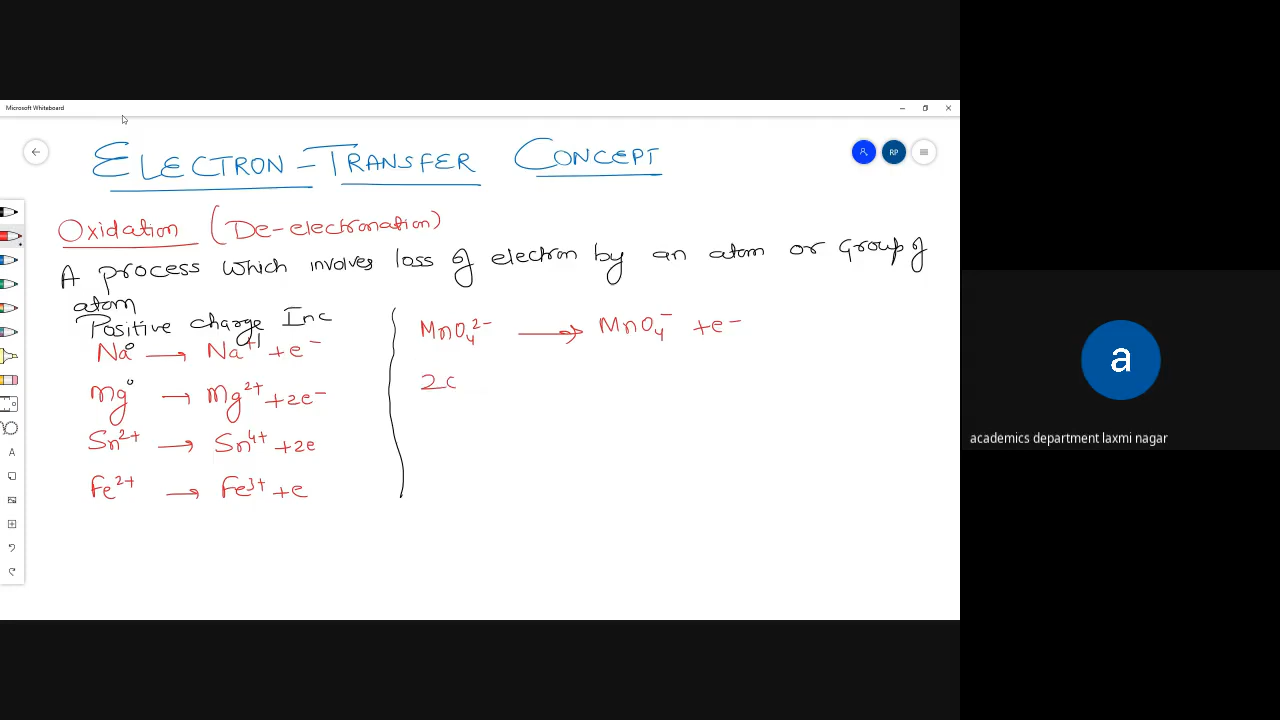 Microsoft Whiteboard
ELECTRON-TRANSFER CONCEPT
RP
Oxidation (De-electronation)
A process which involves loss of electron by an atom or Group of
atom
Positive charge Inc
Na⁰ → Na⁺¹ + e⁻
Mg⁰ → Mg²⁺ + 2e⁻
Sn²⁺ → Sn⁴⁺ + 2e
Fe²⁺ → Fe³⁺ + e
MnO₄²⁻ → MnO₄⁻ + e⁻
2C
A
a
academics department laxmi nagar